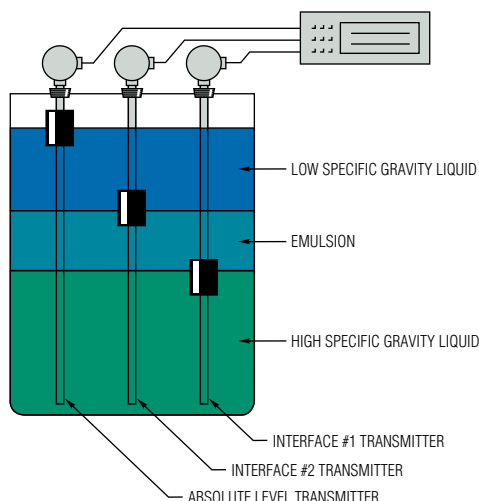 LOW SPECIFIC GRAVITY LIQUID
EMULSION
HIGH SPECIFIC GRAVITY LIQUID
INTERFACE #1 TRANSMITTER
INTERFACE #2 TRANSMITTER
ABSOLUTE LEVEL TRANSMITTER